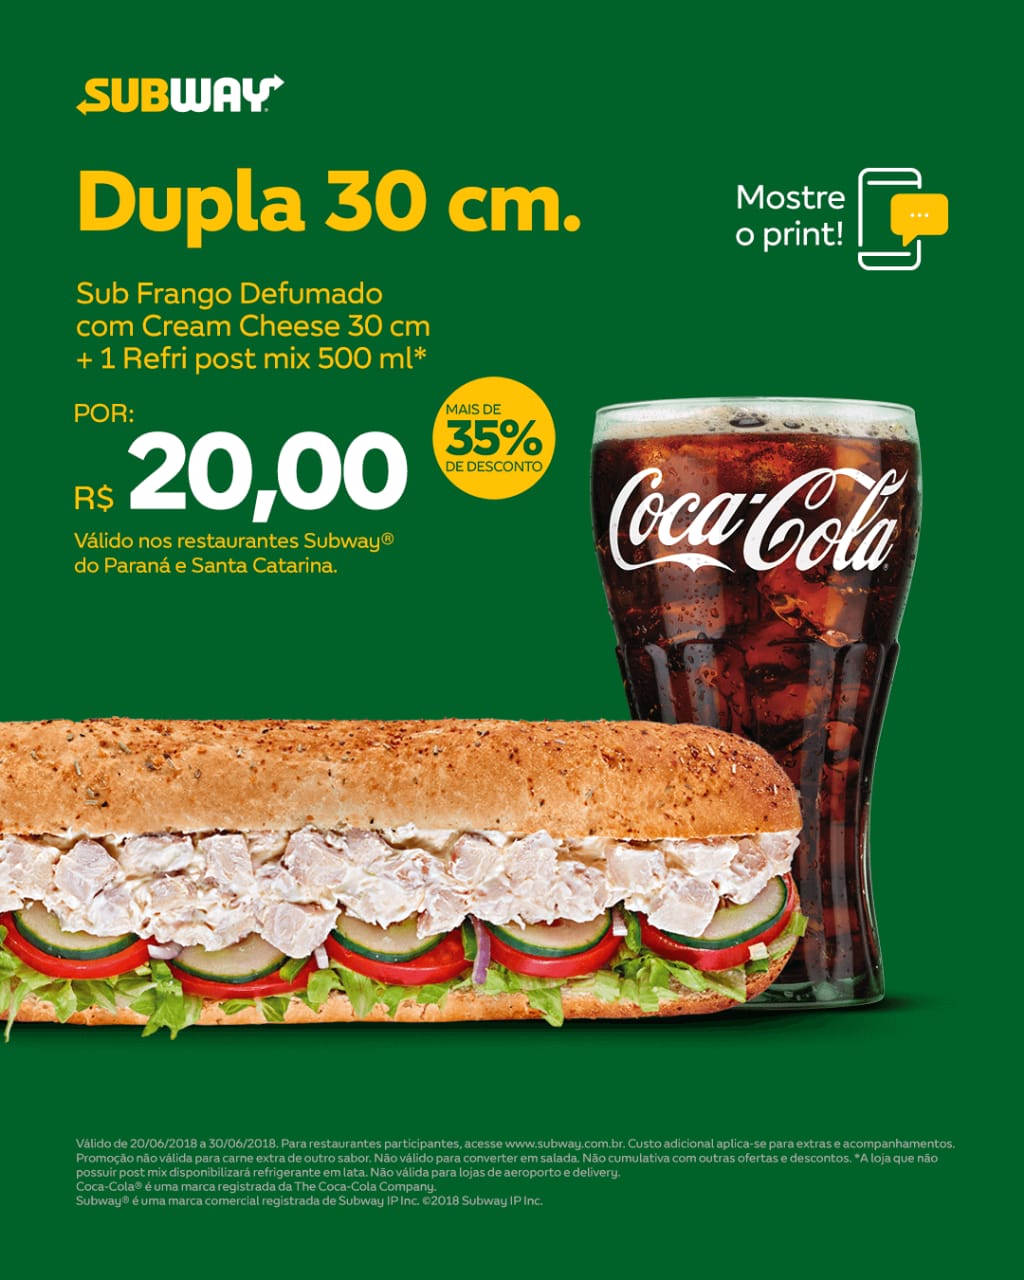 SUBWAY®
Dupla 30 cm.
Mostre
o print!
Sub Frango Defumado
com Cream Cheese 30 cm
+ 1 Refri post mix 500 ml*
POR:
R$ 20,00
MAIS DE
35%
DE DESCONTO
Válido nos restaurantes Subway®
do Paraná e Santa Catarina.
Coca-Cola®
Válido de 20/06/2018 a 30/06/2018. Para restaurantes participantes, acesse www.subway.com.br. Custo adicional aplica-se para extras e acompanhamentos.
Promoção não válida para carne extra de outro sabor. Não válido para converter em salada. Não cumulativa com outras ofertas e descontos. *A loja que não
possuir post mix disponibilizará refrigerante em lata. Não válida para lojas de aeroporto e delivery.
Coca-Cola® é uma marca registrada da The Coca-Cola Company.
Subway® é uma marca comercial registrada de Subway IP Inc. ©2018 Subway IP Inc.